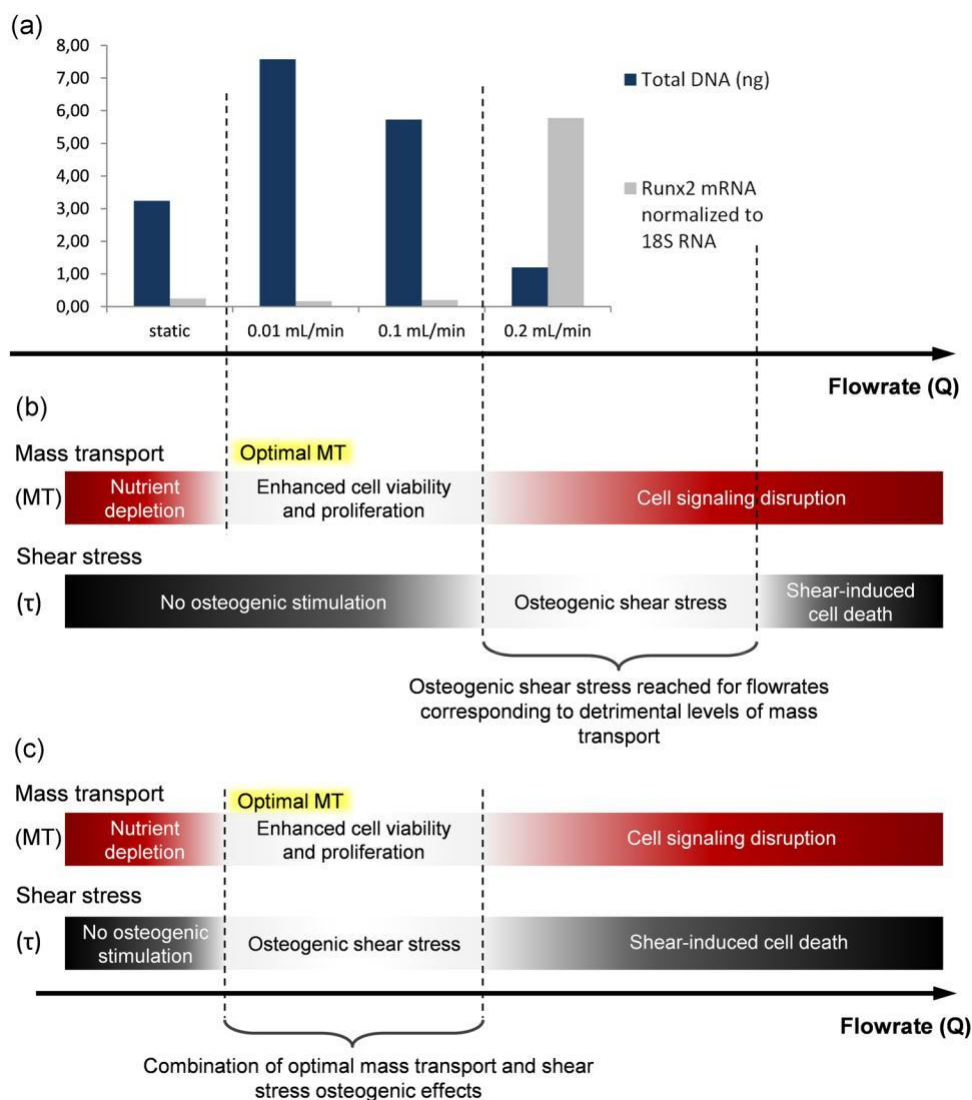 (a)
8,00
7,00
6,00
5,00
4,00
3,00
2,00
1,00
0,00
Total DNA (ng)
Runx2 mRNA
normalized to
18S RNA
static
0.01 mL/min
0.1 mL/min
0.2 mL/min
Flowrate (Q)
(b)
Mass transport
Optimal MT
(MT)
Nutrient
depletion
Enhanced cell viability
and proliferation
Cell signaling disruption
Shear stress
(τ)
No osteogenic stimulation
Osteogenic shear stress
Shear-induced
cell death
Osteogenic shear stress reached for flowrates
corresponding to detrimental levels of mass
transport
(c)
Mass transport
Optimal MT
(MT)
Nutrient
depletion
Enhanced cell viability
and proliferation
Cell signaling disruption
Shear stress
(τ)
No osteogenic
stimulation
Osteogenic shear stress
Shear-induced cell death
Flowrate (Q)
Combination of optimal mass transport and shear
stress osteogenic effects